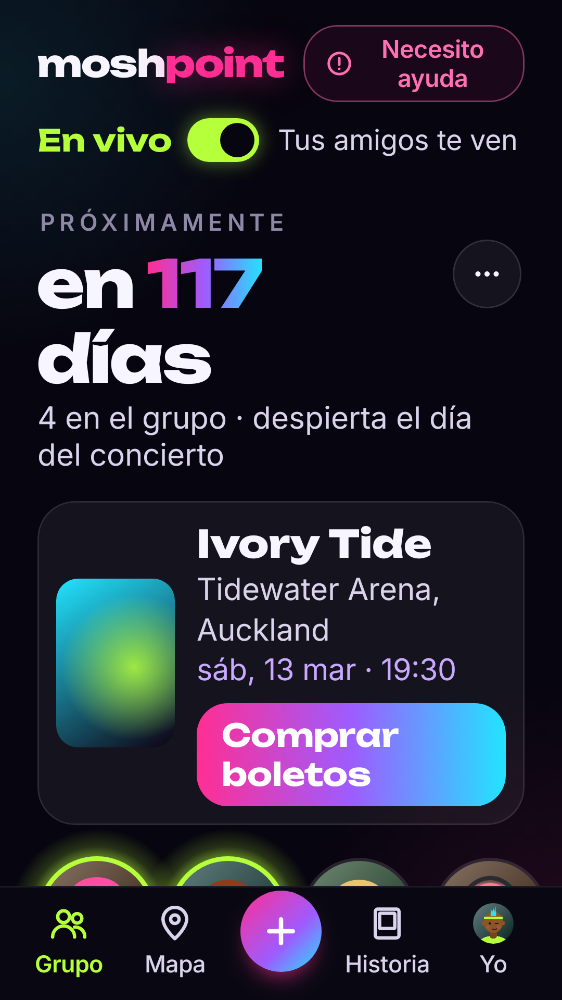 moshpoint
Necesito
ayuda
En vivo
Tus amigos te ven
PRÓXIMAMENTE
en 117
días
4 en el grupo · despierta el día
del concierto
Ivory Tide
Tidewater Arena,
Auckland
sáb, 13 mar · 19:30
Comprar
boletos
Grupo
Mapa
Historia
Yo